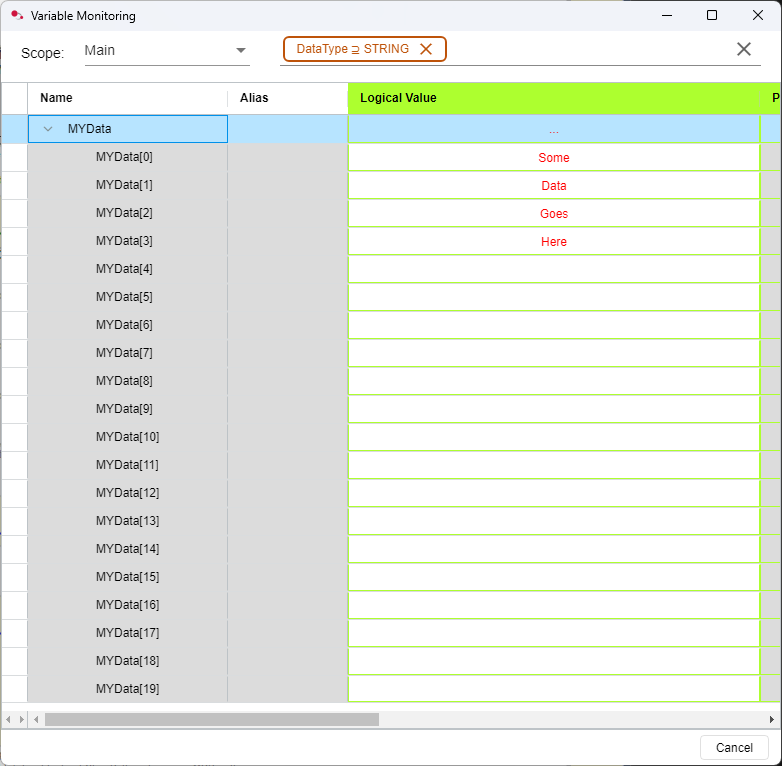 Variable Monitoring
Scope: Main DataType ⊇ STRING
Name Alias Logical Value P
MYData ...
MYData[0] Some
MYData[1] Data
MYData[2] Goes
MYData[3] Here
MYData[4]
MYData[5]
MYData[6]
MYData[7]
MYData[8]
MYData[9]
MYData[10]
MYData[11]
MYData[12]
MYData[13]
MYData[14]
MYData[15]
MYData[16]
MYData[17]
MYData[18]
MYData[19]
Cancel